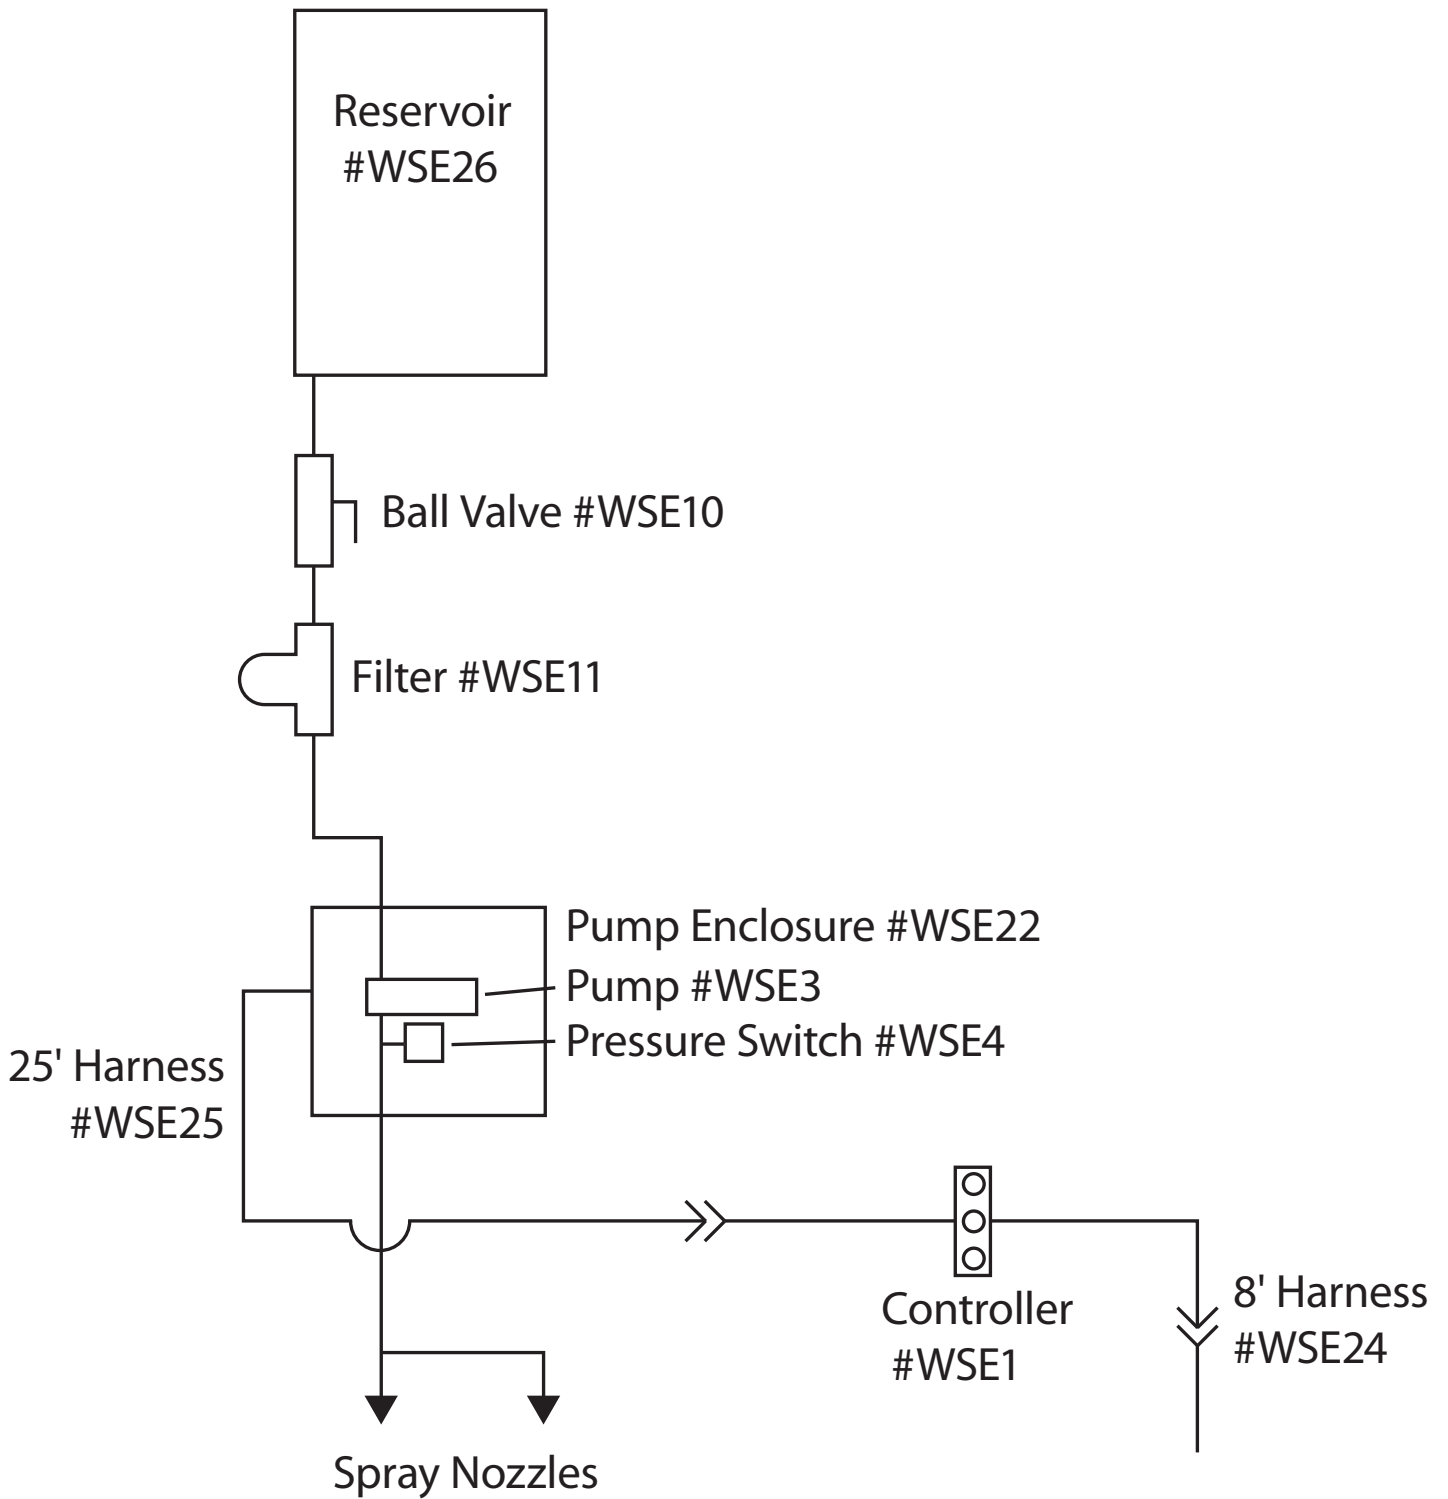 Reservoir
#WSE26
Ball Valve #WSE10
Filter #WSE11
Pump Enclosure #WSE22
Pump #WSE3
Pressure Switch #WSE4
25' Harness
#WSE25
Controller
#WSE1
8' Harness
#WSE24
Spray Nozzles